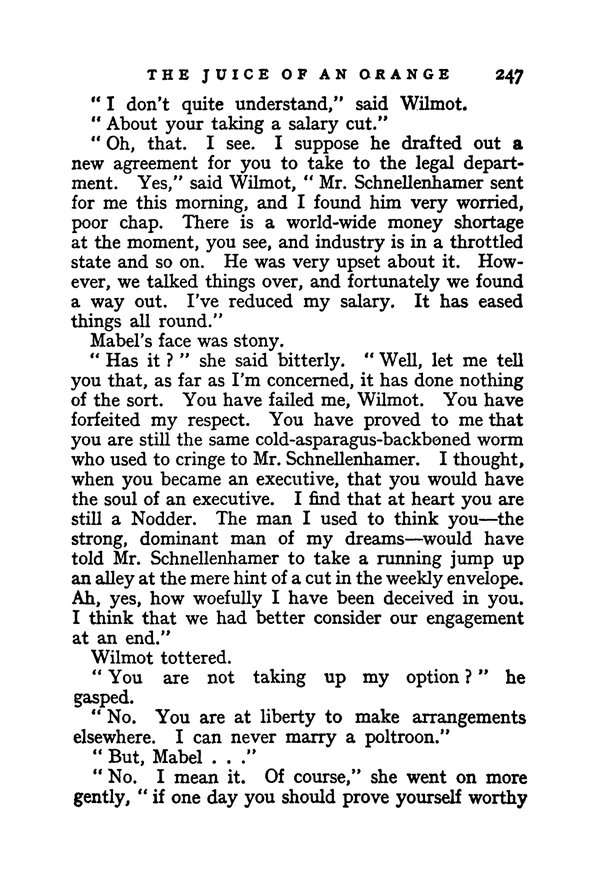 THE JUICE OF AN ORANGE 247
“ I don't quite understand,” said Wilmot.
“ About your taking a salary cut.”
“ Oh, that. I see. I suppose he drafted out a
new agreement for you to take to the legal depart-
ment. Yes,” said Wilmot, “ Mr. Schnellenhamer sent
for me this morning, and I found him very worried,
poor chap. There is a world-wide money shortage
at the moment, you see, and industry is in a throttled
state and so on. He was very upset about it. How-
ever, we talked things over, and fortunately we found
a way out. I've reduced my salary. It has eased
things all round.”
Mabel's face was stony.
“ Has it ? ” she said bitterly. “ Well, let me tell
you that, as far as I'm concerned, it has done nothing
of the sort. You have failed me, Wilmot. You have
forfeited my respect. You have proved to me that
you are still the same cold-asparagus-backboned worm
who used to cringe to Mr. Schnellenhamer. I thought,
when you became an executive, that you would have
the soul of an executive. I find that at heart you are
still a Nodder. The man I used to think you—the
strong, dominant man of my dreams—would have
told Mr. Schnellenhamer to take a running jump up
an alley at the mere hint of a cut in the weekly envelope.
Ah, yes, how woefully I have been deceived in you.
I think that we had better consider our engagement
at an end.”
Wilmot tottered.
“ You are not taking up my option ? ” he
gasped.
“ No. You are at liberty to make arrangements
elsewhere. I can never marry a poltroon.”
“ But, Mabel . . .”
“ No. I mean it. Of course,” she went on more
gently, “ if one day you should prove yourself worthy